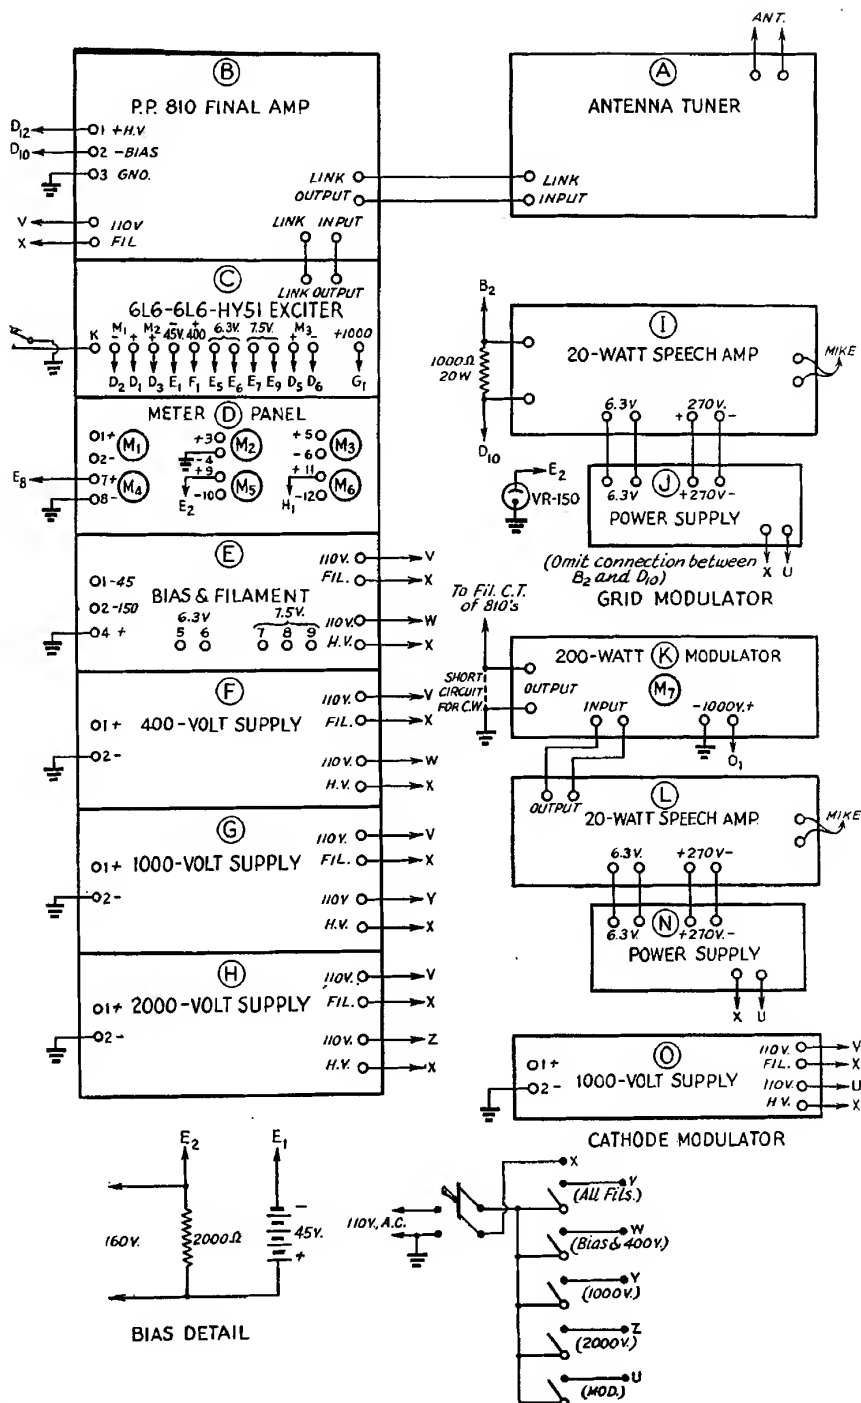 B
P.P. 810 FINAL AMP
D12 1 +H.V.
D10 2 -BIAS
3 GND.
V 110V
X FIL
LINK
OUTPUT
LINK INPUT
ANT.
A
ANTENNA TUNER
LINK
INPUT
C
LINK OUTPUT
6L6-6L6-HY51 EXCITER
K M1 - + M2 + - 45V. + 400 6.3V. 7.5V. + M3 - +1000
D2 D1 D3 E1 F1 E5 E6 E7 E9 D5 D6 G1
METER D PANEL
1+ M1 +3 M2 +5 M3
2- -4 -6
E8 7+ M4 +9 M5 +11 M6
8- -10 -12
E2 H1
E
BIAS & FILAMENT
1-45
2-150
4+
6.3V. 7.5V.
5 6 7 8 9
110V. V
FIL. X
110V. W
H.V. X
F
400-VOLT SUPPLY
1+
2-
110V. V
FIL. X
110V. W
H.V. X
G
1000-VOLT SUPPLY
1+
2-
110V. V
FIL. X
110V Y
H.V. X
H
2000-VOLT SUPPLY
1+
2-
110V. V
FIL. X
110V. Z
H.V. X
B2
1000Ω
20W
D10
I
20-WATT SPEECH AMP
MIKE
6.3V 270V.
+ -
E2
VR-150
J
6.3V +270V-
POWER SUPPLY
X U
(Omit connection between
B2 and D10)
GRID MODULATOR
To Fil. C.T.
of 810's
SHORT
CIRCUIT
FOR C.W.
200-WATT K MODULATOR
M7
OUTPUT
INPUT
-1000V.+
D1
L
OUTPUT
20-WATT SPEECH AMP.
MIKE
6.3V. +270V-
N
6.3V. +270V.-
POWER SUPPLY
X U
O
1000-VOLT SUPPLY
1+
2-
110V. V
FIL. X
110V. U
H.V. X
CATHODE MODULATOR
E2 E1
160V. 2000Ω - 45V. +
BIAS DETAIL
110V., A.C.
X
V
(All Fils.)
W
(Bias & 400V.)
Y
(1000V.)
Z
(2000V.)
U
(MOD.)